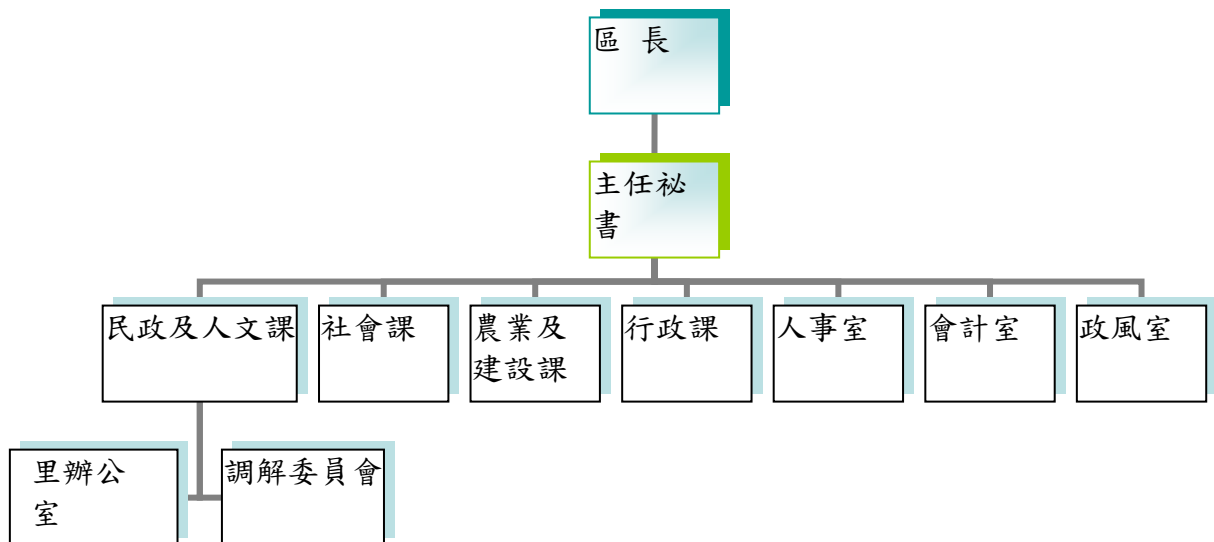 區 長
主任祕
書
民政及人文課
社會課
農業及
建設課
行政課
人事室
會計室
政風室
里辦公
室
調解委員會